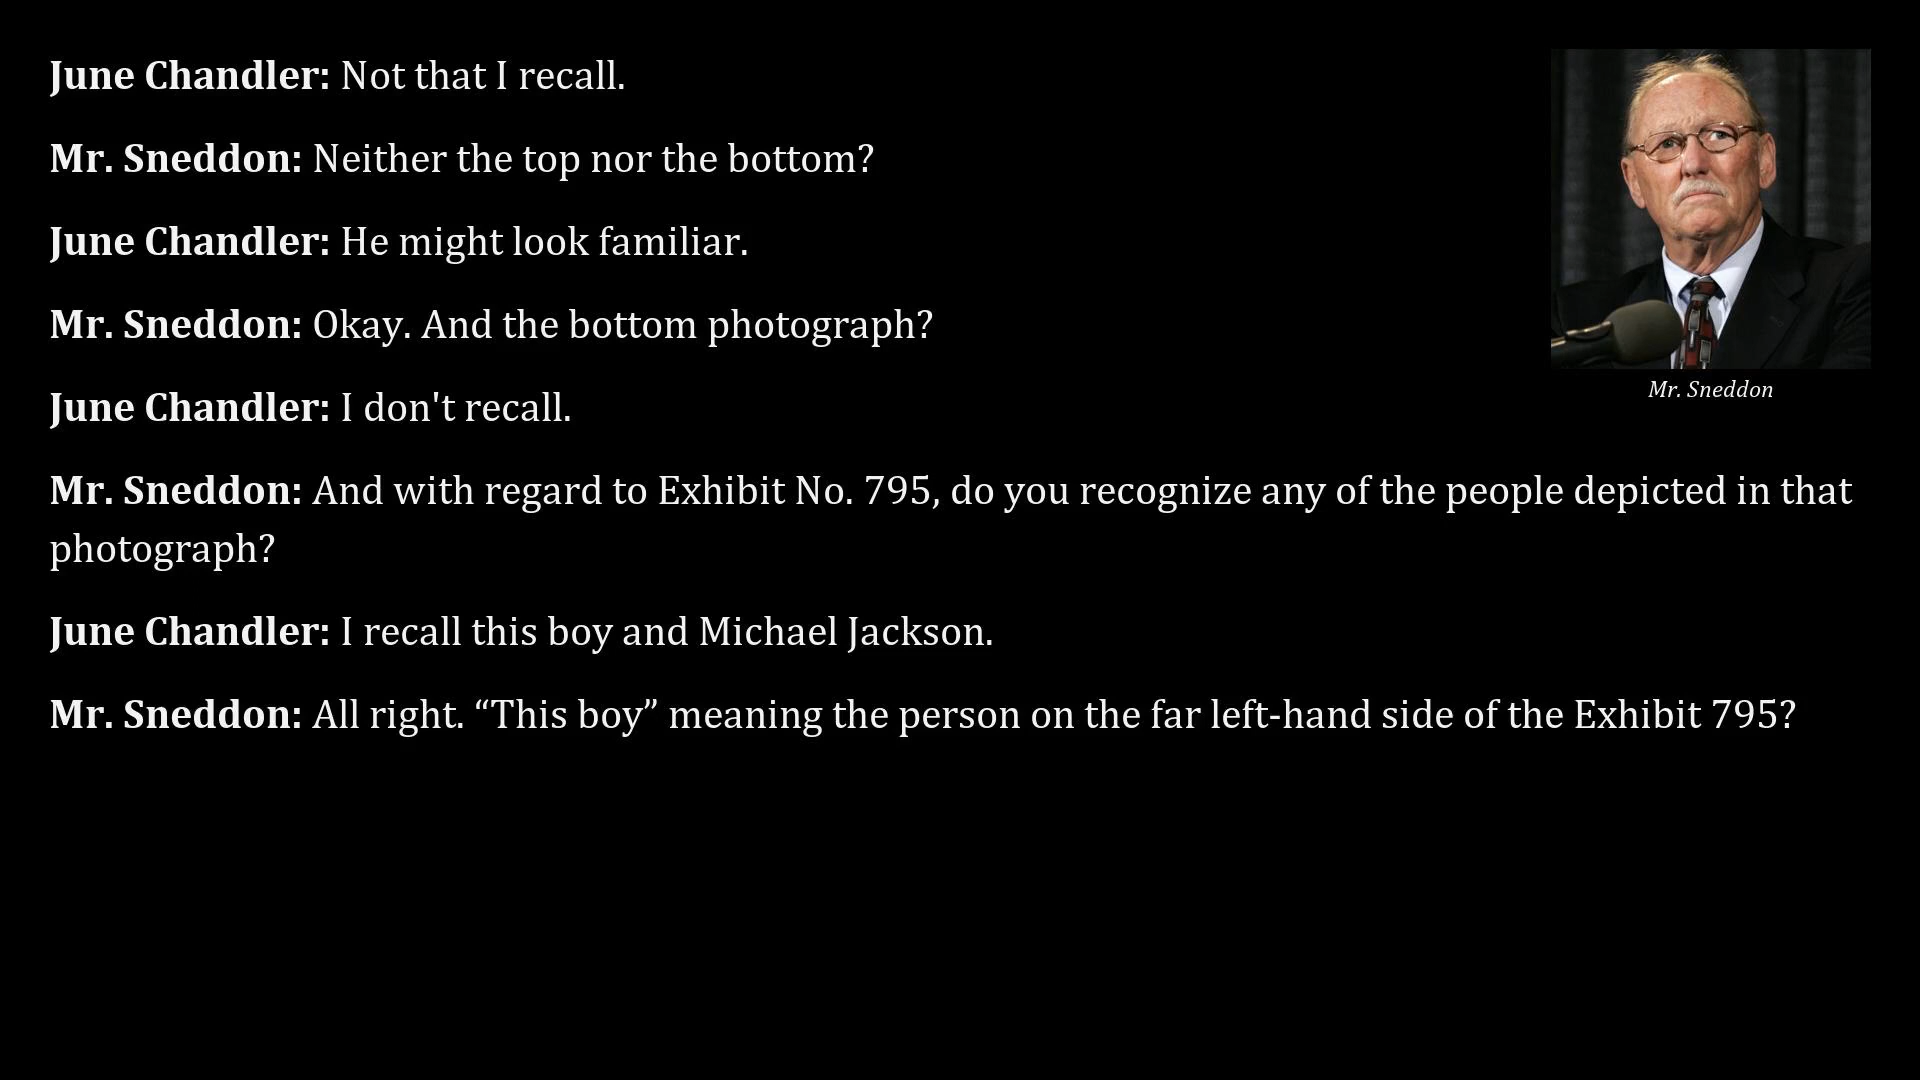 June Chandler: Not that I recall.
Mr. Sneddon: Neither the top nor the bottom?
June Chandler: He might look familiar.
Mr. Sneddon: Okay. And the bottom photograph?
June Chandler: I don't recall.
Mr. Sneddon
Mr. Sneddon: And with regard to Exhibit No. 795, do you recognize any of the people depicted in that
photograph?
June Chandler: I recall this boy and Michael Jackson.
Mr. Sneddon: All right. “This boy” meaning the person on the far left-hand side of the Exhibit 795?